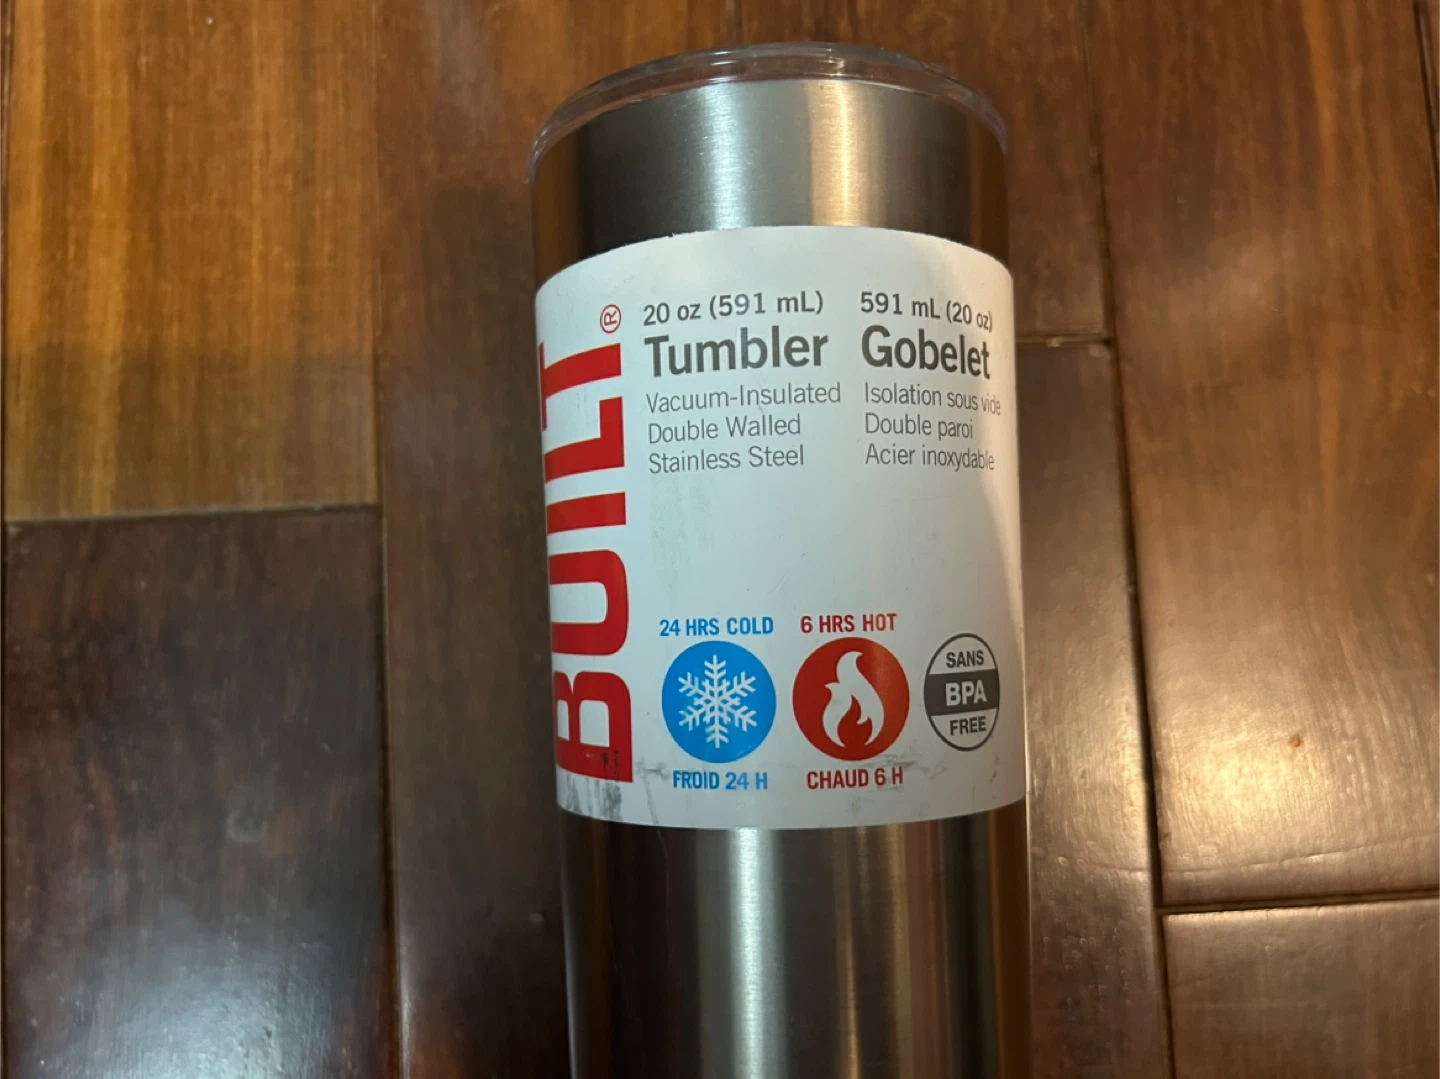 BUILT®
20 oz (591 mL)
Tumbler
Vacuum-Insulated
Double Walled
Stainless Steel
591 mL (20 oz)
Gobelet
Isolation sous vide
Double paroi
Acier inoxydable
24 HRS COLD
FROID 24 H
6 HRS HOT
CHAUD 6 H
SANS
BPA
FREE